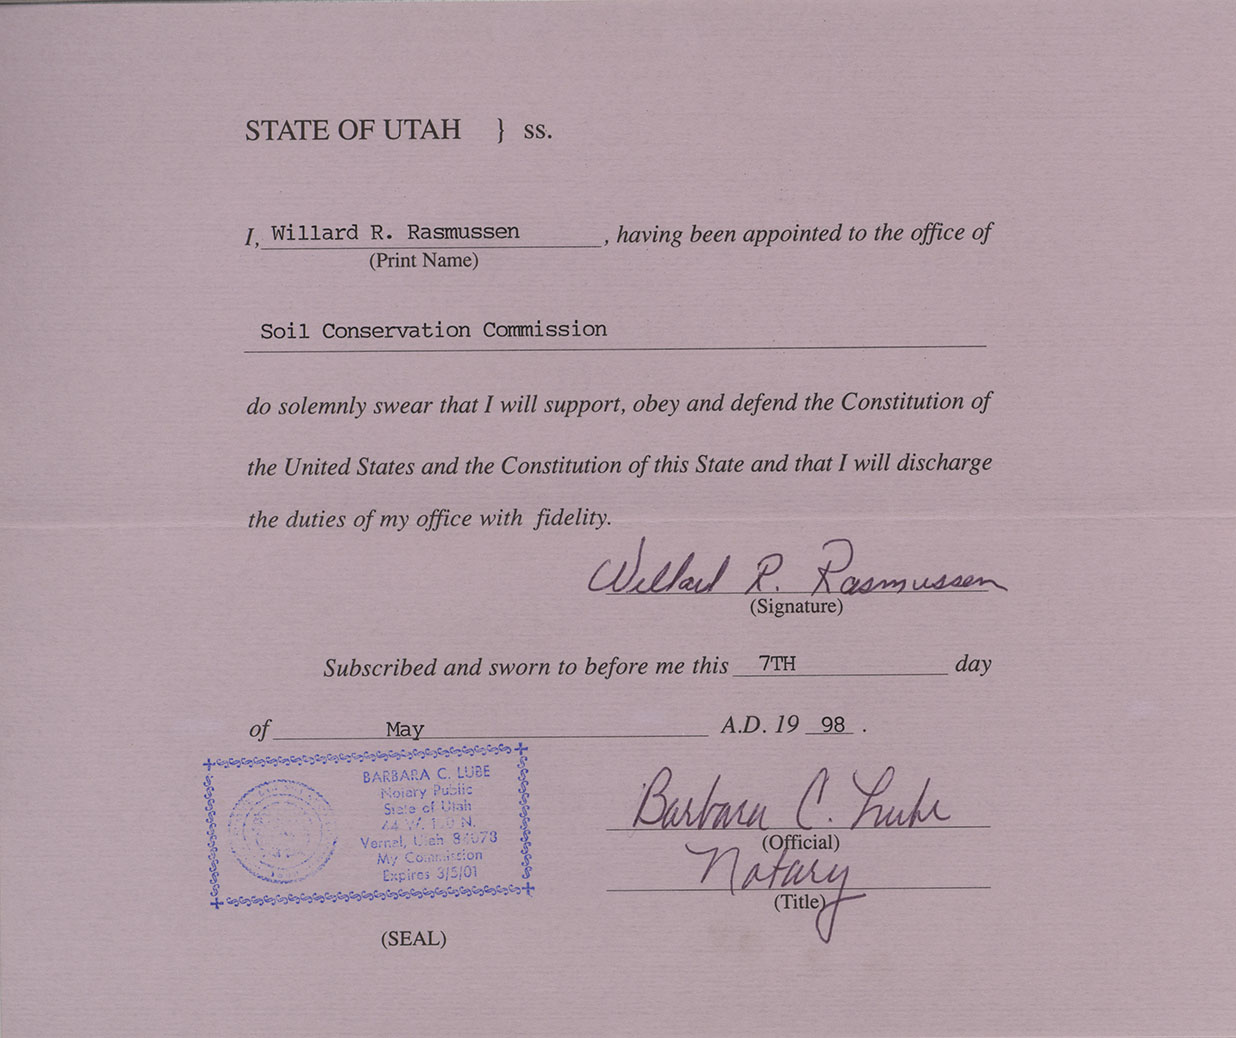 STATE OF UTAH } ss.
I, Willard R. Rasmussen , having been appointed to the office of
(Print Name)
Soil Conservation Commission
do solemnly swear that I will support, obey and defend the Constitution of
the United States and the Constitution of this State and that I will discharge
the duties of my office with fidelity.
Willard R. Rasmussen
(Signature)
Subscribed and sworn to before me this 7TH day
of May A.D. 19 98 .
BARBARA C. LUBE
Notary Public
State of Utah
N.
Vernal, Utah 84078
My Commission
Expires 3/5/01
(SEAL)
Barbara C. Lube
(Official)
Notary
(Title)